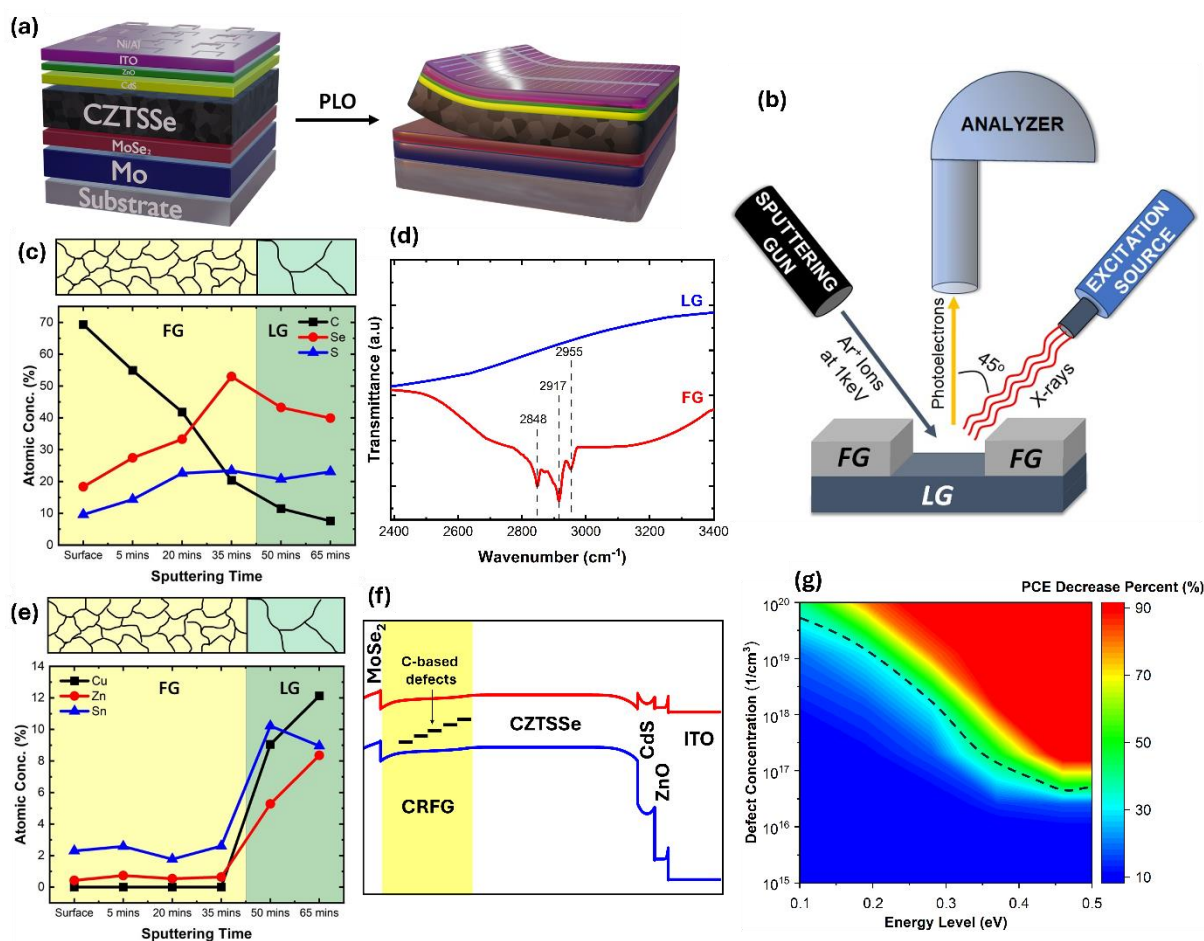 (a)
Ni/Al
ITO
ZnO
CdS
CZTSSe
MoSe₂
Mo
Substrate
PLO
(b)
ANALYZER
SPUTTERING
GUN
EXCITATION
SOURCE
Ar⁺ Ions
at 1keV
Photoelectrons
45⁰
X-rays
FG
FG
LG
(c)
FG
LG
C
Se
S
70
60
50
40
30
20
10
0
Atomic Conc. (%)
Surface
5 mins
20 mins
35 mins
50 mins
65 mins
Sputtering Time
(d)
LG
2955
2917
2848
FG
Transmittance (a.u)
2400
2600
2800
3000
3200
3400
Wavenumber (cm⁻¹)
(e)
FG
LG
Cu
Zn
Sn
14
12
10
8
6
4
2
0
Atomic Conc. (%)
Surface
5 mins
20 mins
35 mins
50 mins
65 mins
Sputtering Time
(f)
MoSe₂
C-based
defects
CZTSSe
CdS
ZnO
ITO
CRFG
(g)
PCE Decrease Percent (%)
10²⁰
10¹⁹
10¹⁸
10¹⁷
10¹⁶
10¹⁵
Defect Concentration (1/cm³)
0.1
0.2
0.3
0.4
0.5
Energy Level (eV)
90
70
50
30
10